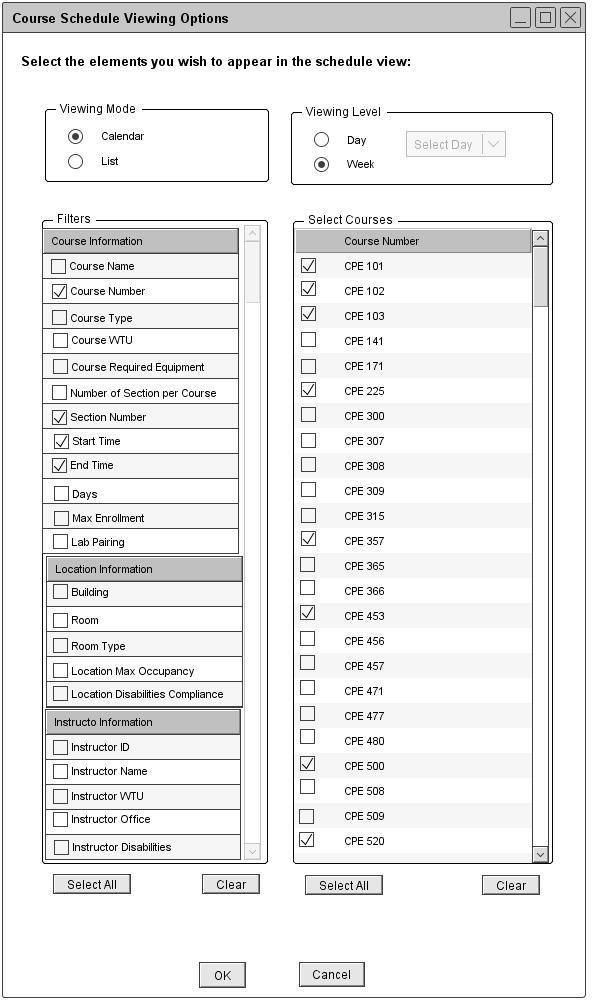 Course Schedule Viewing Options
Select the elements you wish to appear in the schedule view:
Viewing Mode
Calendar
List
Viewing Level
Day
Select Day
Week
Filters
Course Information
Course Name
Course Number
Course Type
Course WTU
Course Required Equipment
Number of Section per Course
Section Number
Start Time
End Time
Days
Max Enrollment
Lab Pairing
Location Information
Building
Room
Room Type
Location Max Occupancy
Location Disabilities Compliance
Instructo Information
Instructor ID
Instructor Name
Instructor WTU
Instructor Office
Instructor Disabilities
Select All
Clear
Select Courses
Course Number
CPE 101
CPE 102
CPE 103
CPE 141
CPE 171
CPE 225
CPE 300
CPE 307
CPE 308
CPE 309
CPE 315
CPE 357
CPE 365
CPE 366
CPE 453
CPE 456
CPE 457
CPE 471
CPE 477
CPE 480
CPE 500
CPE 508
CPE 509
CPE 520
Select All
Clear
OK
Cancel